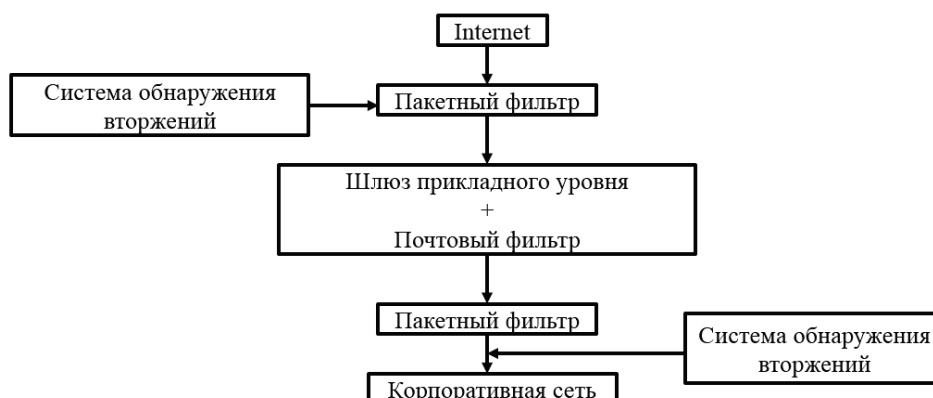 Internet
Система обнаружения
вторжений
Пакетный фильтр
Шлюз прикладного уровня
+
Почтовый фильтр
Пакетный фильтр
Система обнаружения
вторжений
Корпоративная сеть